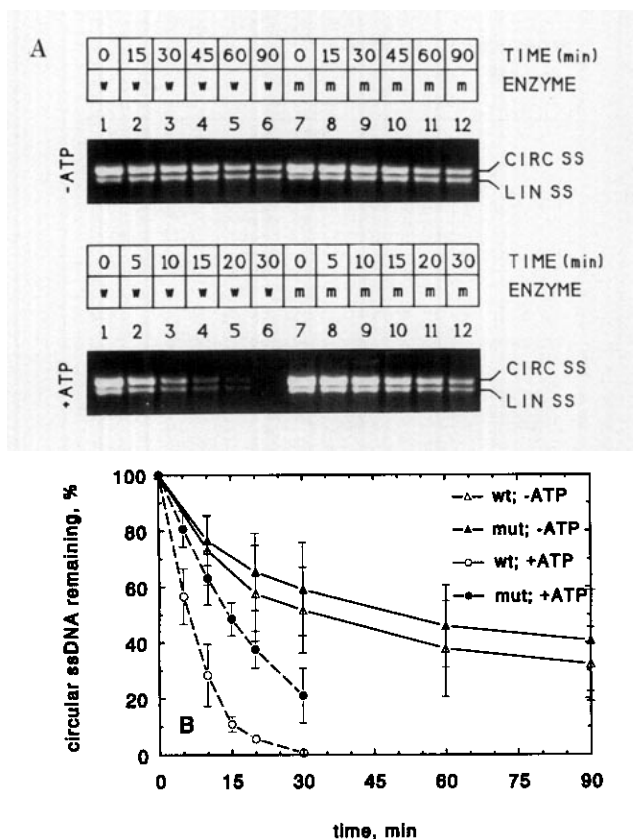 A
0 15 30 45 60 90 0 15 30 45 60 90 TIME (min)
w w w w w w m m m m m m ENZYME
1 2 3 4 5 6 7 8 9 10 11 12
-ATP
CIRC SS
LIN SS
0 5 10 15 20 30 0 5 10 15 20 30 TIME (min)
w w w w w w m m m m m m ENZYME
1 2 3 4 5 6 7 8 9 10 11 12
+ATP
CIRC SS
LIN SS
circular ssDNA remaining, %
100
80
60
40
20
0
wt; -ATP
mut; -ATP
wt; +ATP
mut; +ATP
B
0 15 30 45 60 75 90
time, min